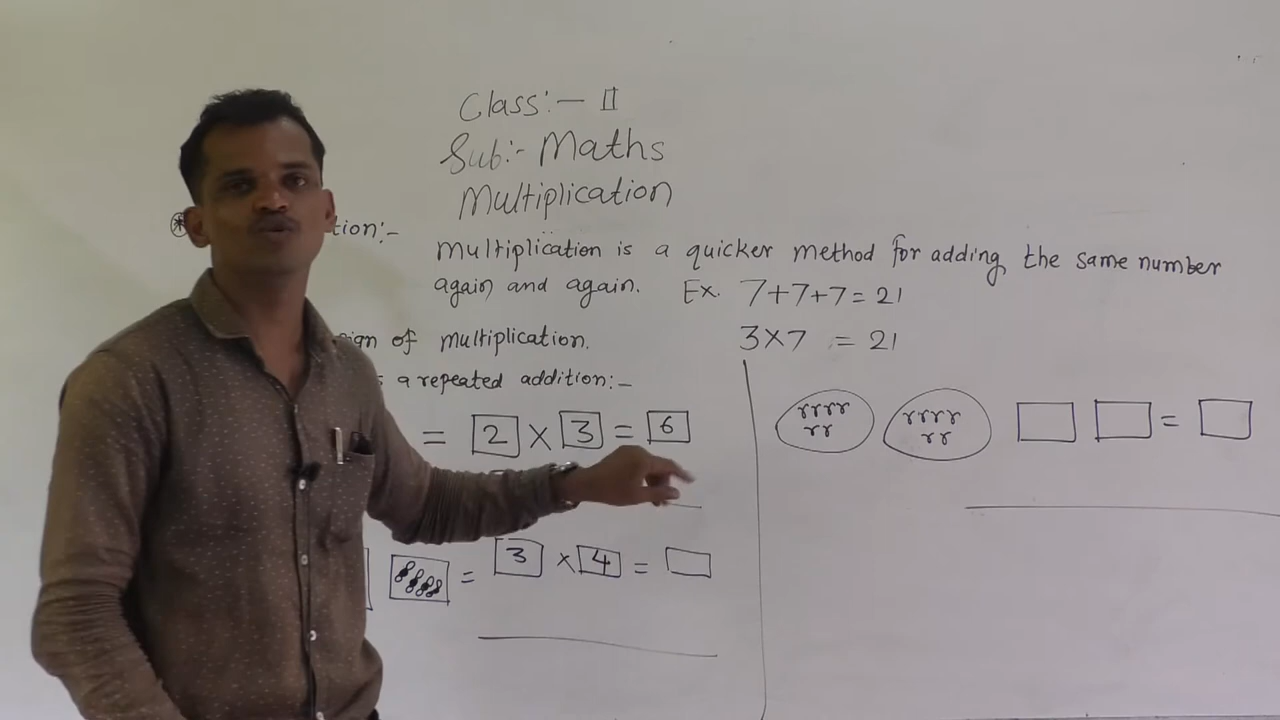 Class:- II
Sub:- Maths
Multiplication
tion:-
Multiplication is a quicker method for adding the same number
again and again. Ex. 7+7+7=21
sign of multiplication. 3×7 = 21
a repeated addition:-
= 2 × 3 = 6
= 3 × 4 =
=